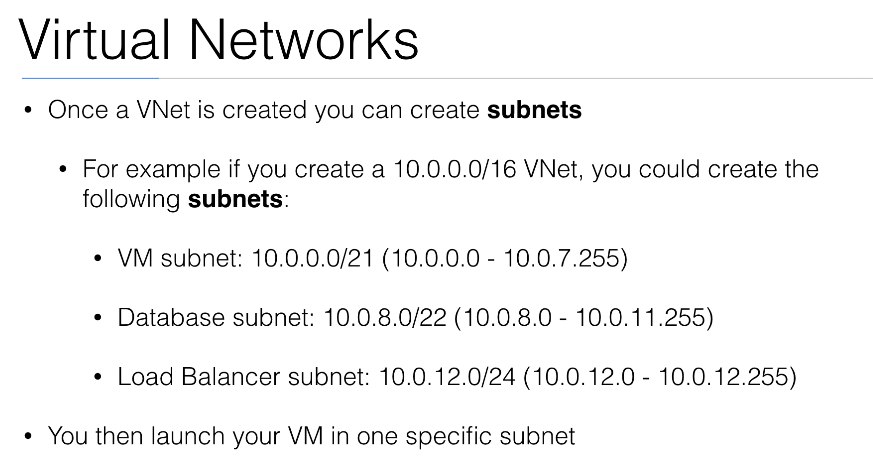 Virtual Networks
• Once a VNet is created you can create subnets
• For example if you create a 10.0.0.0/16 VNet, you could create the
following subnets:
• VM subnet: 10.0.0.0/21 (10.0.0.0 - 10.0.7.255)
• Database subnet: 10.0.8.0/22 (10.0.8.0 - 10.0.11.255)
• Load Balancer subnet: 10.0.12.0/24 (10.0.12.0 - 10.0.12.255)
• You then launch your VM in one specific subnet